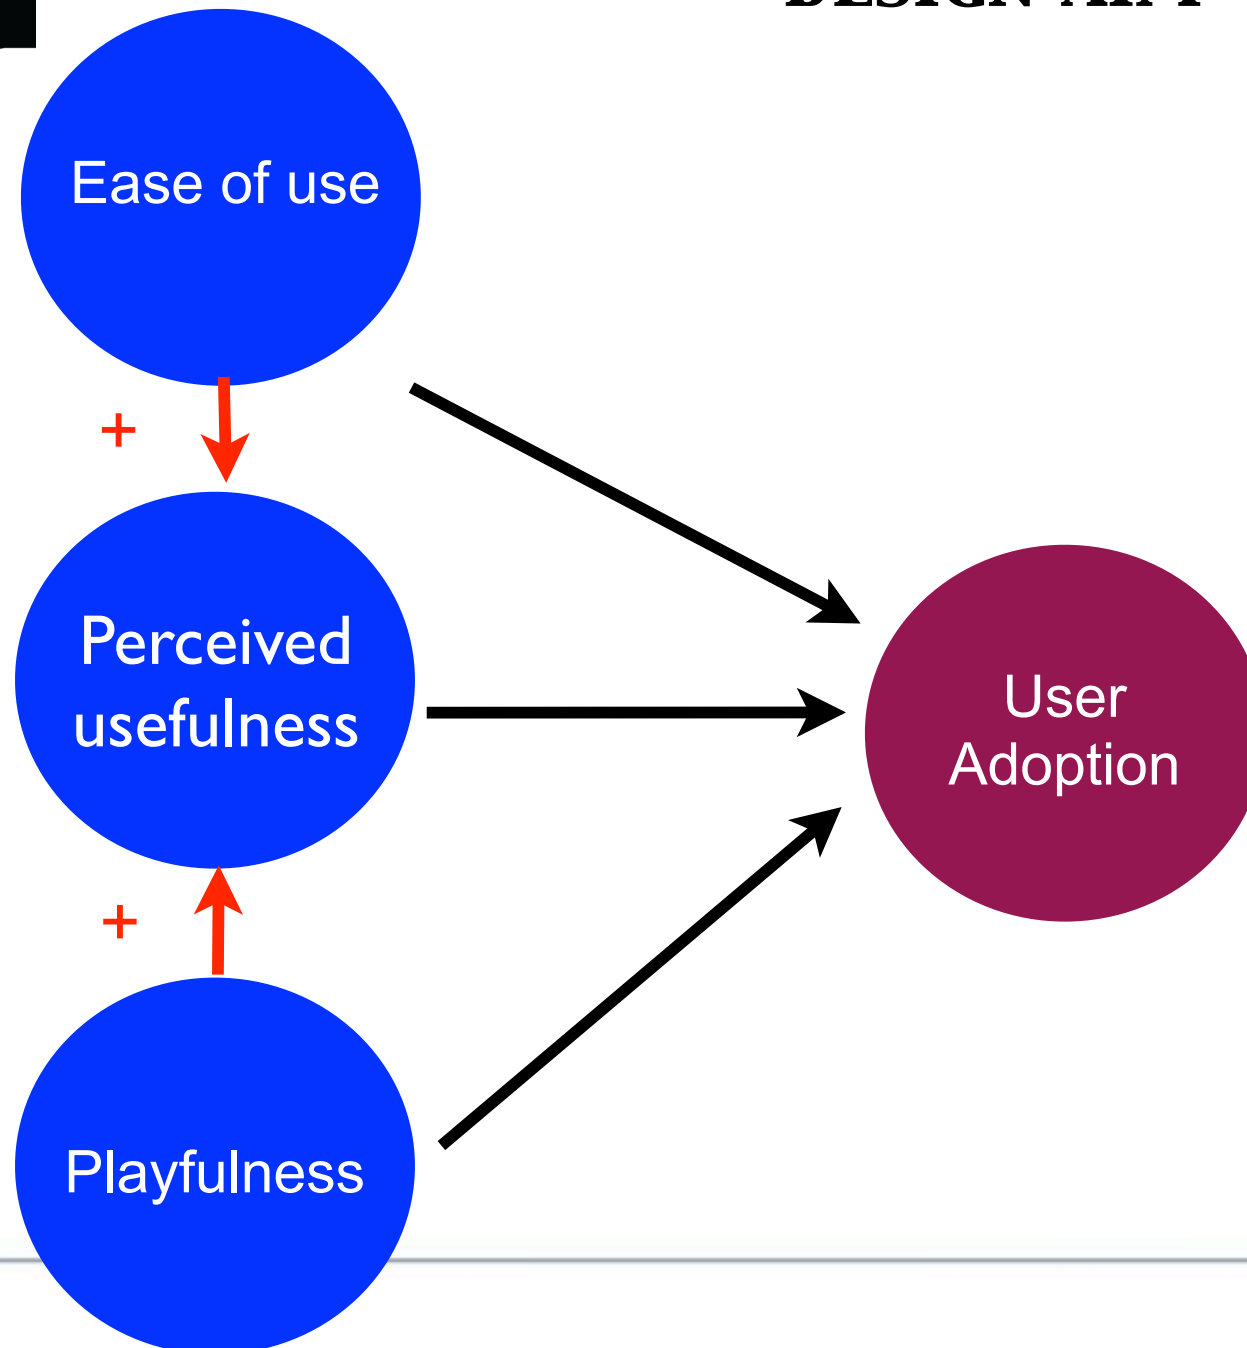 Ease of use
+
Perceived
usefulness
User
Adoption
+
Playfulness